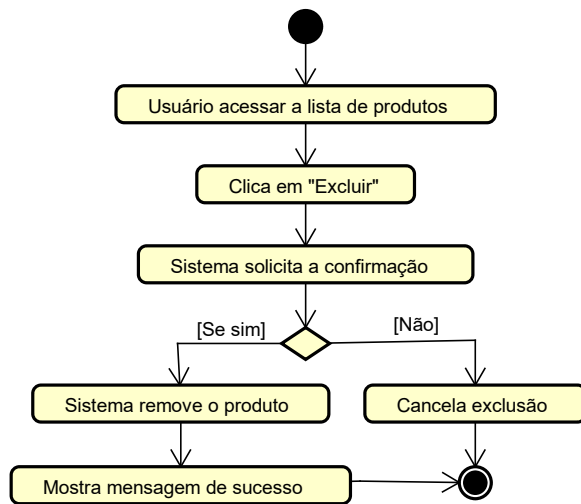 Usuário acessar a lista de produtos
Clica em "Excluir"
Sistema solicita a confirmação
[Se sim]
[Não]
Sistema remove o produto
Cancela exclusão
Mostra mensagem de sucesso